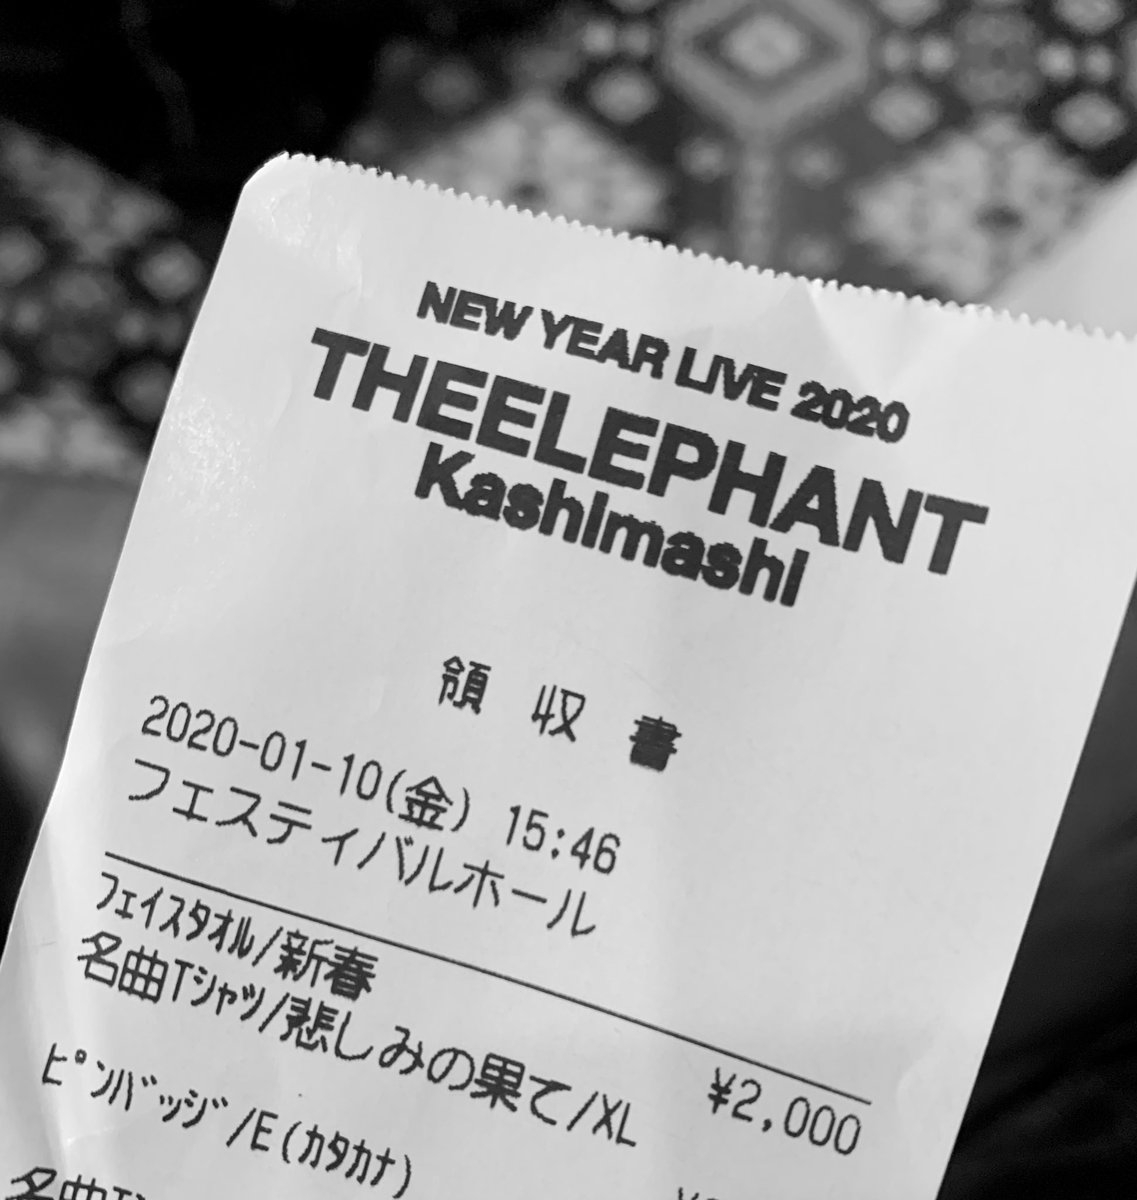 NEW YEAR LIVE 2020
THEELEPHANT
Kashimashi
領 収 書
2020-01-10(金) 15:46
フェスティバルホール
ﾌｪｲｽﾀｵﾙ/新春 ¥2,000
名曲Tｼｬﾂ/悲しみの果て/XL
ﾋﾟﾝﾊﾞｯｼﾞ/E(ｶﾀｶﾅ)
名曲